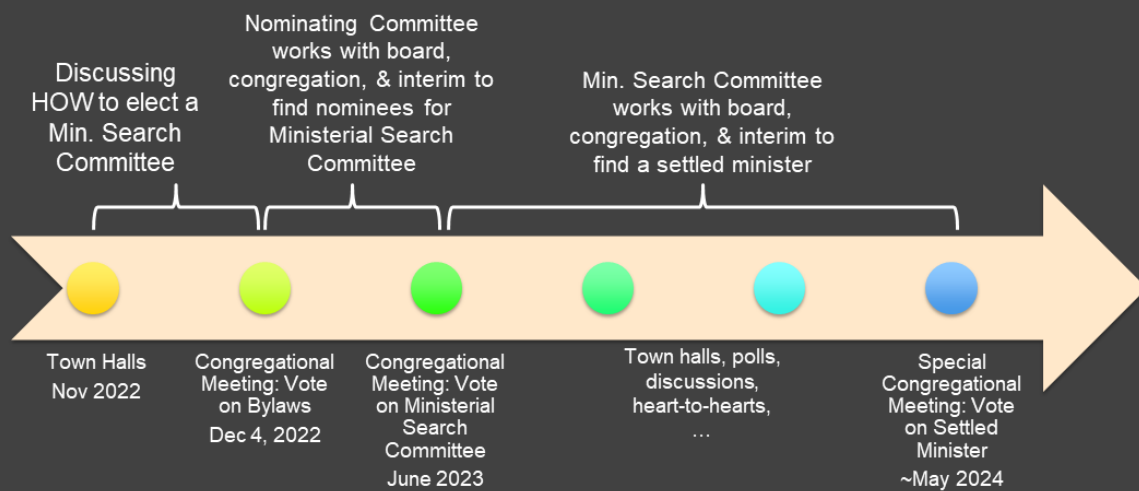 Discussing
HOW to elect a
Min. Search
Committee
Nominating Committee
works with board,
congregation, & interim to
find nominees for
Ministerial Search
Committee
Min. Search Committee
works with board,
congregation, & interim to
find a settled minister
Town Halls
Nov 2022
Congregational
Meeting: Vote
on Bylaws
Dec 4, 2022
Congregational
Meeting: Vote
on Ministerial
Search
Committee
June 2023
Town halls, polls,
discussions,
heart-to-hearts,
...
Special
Congregational
Meeting: Vote
on Settled
Minister
~May 2024